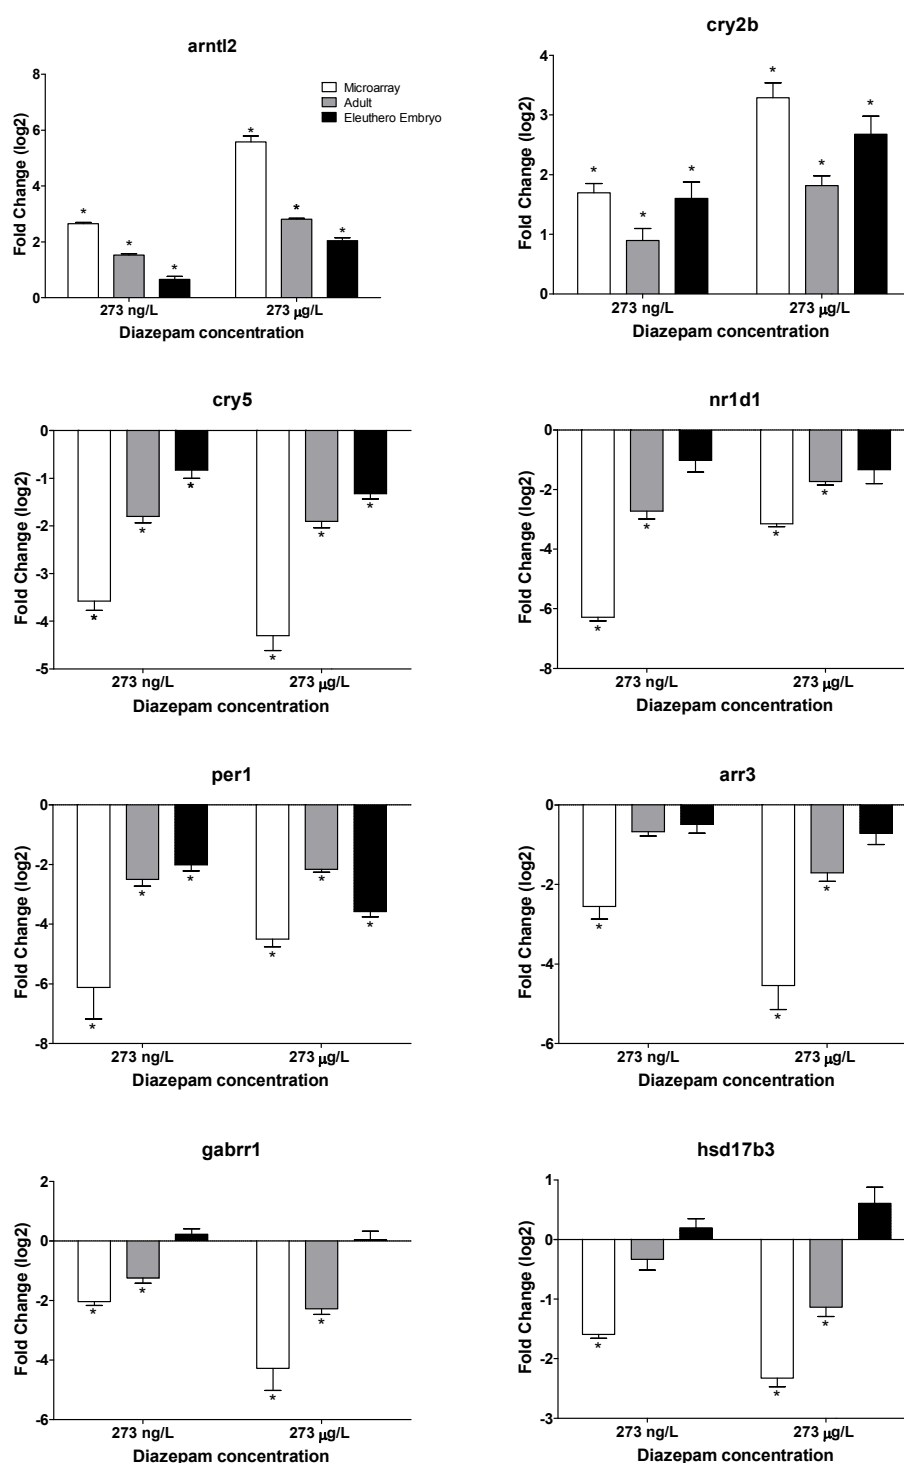 arntl2
8
6
4
2
0
Fold Change (log2)
*
*
*
*
*
*
Microarray
Adult
Eleuthero Embryo
273 ng/L
273 µg/L
Diazepam concentration
cry2b
4
3
2
1
0
Fold Change (log2)
*
*
*
*
*
*
273 ng/L
273 µg/L
Diazepam concentration
cry5
0
-1
-2
-3
-4
-5
Fold Change (log2)
*
*
*
*
*
*
273 ng/L
273 µg/L
Diazepam concentration
nr1d1
0
-2
-4
-6
-8
Fold Change (log2)
*
*
*
*
273 ng/L
273 µg/L
Diazepam concentration
per1
0
-2
-4
-6
-8
Fold Change (log2)
*
*
*
*
*
*
273 ng/L
273 µg/L
Diazepam concentration
arr3
0
-2
-4
-6
Fold Change (log2)
*
*
*
273 ng/L
273 µg/L
Diazepam concentration
gabrr1
2
0
-2
-4
-6
Fold Change (log2)
*
*
*
*
273 ng/L
273 µg/L
Diazepam concentration
hsd17b3
1
0
-1
-2
-3
Fold Change (log2)
*
*
*
273 ng/L
273 µg/L
Diazepam concentration